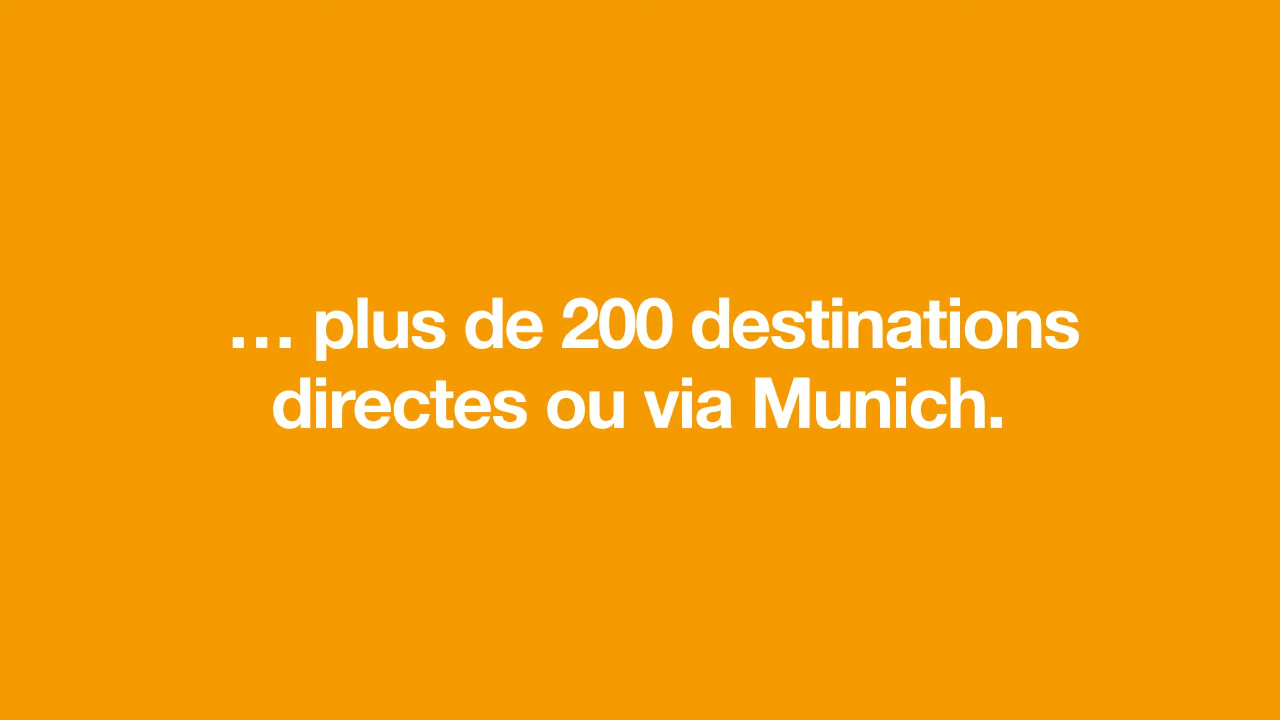 … plus de 200 destinations
directes ou via Munich.